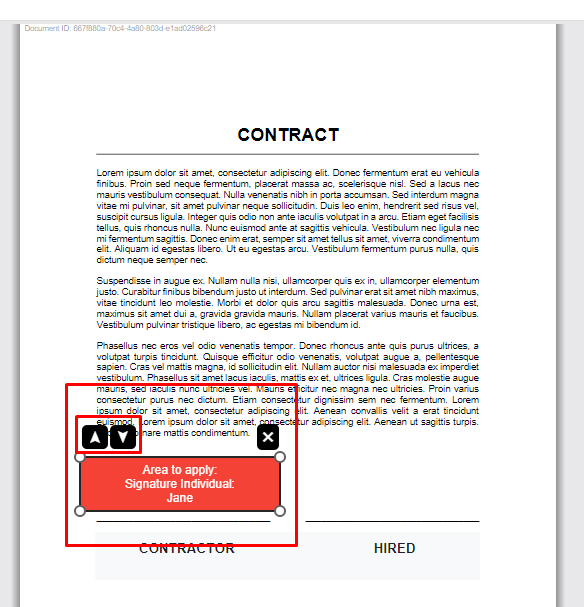 Document ID: 667f880a-70c4-4a80-803d-e1ad02596c21
CONTRACT
Lorem ipsum dolor sit amet, consectetur adipiscing elit. Donec fermentum erat eu vehicula
finibus. Proin sed neque fermentum, placerat massa ac, scelerisque nisl. Sed a lacus nec
mauris vestibulum consequat. Nulla venenatis nibh in porta accumsan. Sed interdum magna
vitae mi pulvinar, sit amet pulvinar neque sollicitudin. Duis leo enim, hendrerit sed risus vel,
suscipit cursus ligula. Integer quis odio non ante iaculis volutpat in a arcu. Etiam eget facilisis
tellus, quis rhoncus nulla. Nunc euismod ante at sagittis vehicula. Vestibulum nec ligula nec
mi fermentum sagittis. Donec enim erat, semper sit amet tellus sit amet, viverra condimentum
elit. Aliquam id egestas libero. Ut eu egestas arcu. Vestibulum fermentum purus nulla, quis
dictum neque semper nec.
Suspendisse in augue ex. Nullam nulla nisi, ullamcorper quis ex in, ullamcorper elementum
justo. Curabitur finibus bibendum justo ut interdum. Sed pulvinar erat sit amet nibh maximus,
vitae tincidunt leo molestie. Morbi et dolor quis arcu sagittis malesuada. Donec urna est,
maximus sit amet dui a, gravida gravida mauris. Nullam placerat varius mauris et faucibus.
Vestibulum pulvinar tristique libero, ac egestas mi bibendum id.
Phasellus nec eros vel odio venenatis tempor. Donec rhoncus ante quis purus ultrices, a
volutpat turpis tincidunt. Quisque efficitur odio venenatis, volutpat augue a, pellentesque
sapien. Cras vel mattis magna, id sollicitudin elit. Nullam auctor nisi malesuada ex imperdiet
vestibulum. Phasellus sit amet lacus iaculis, mattis ex et, ultrices ligula. Cras molestie augue
mauris, sed iaculis nunc ultricies vel. Mauris efficitur nec magna nec ultricies. Proin varius
consectetur purus nec dictum. Etiam consectetur dignissim sem nec fermentum. Lorem
ipsum dolor sit amet, consectetur adipiscing elit. Aenean convallis velit a erat tincidunt
euismod. Lorem ipsum dolor sit amet, consectetur adipiscing elit. Aenean ut sagittis turpis.
mattis condimentum.
Area to apply:
Signature Individual:
Jane
CONTRACTOR HIRED